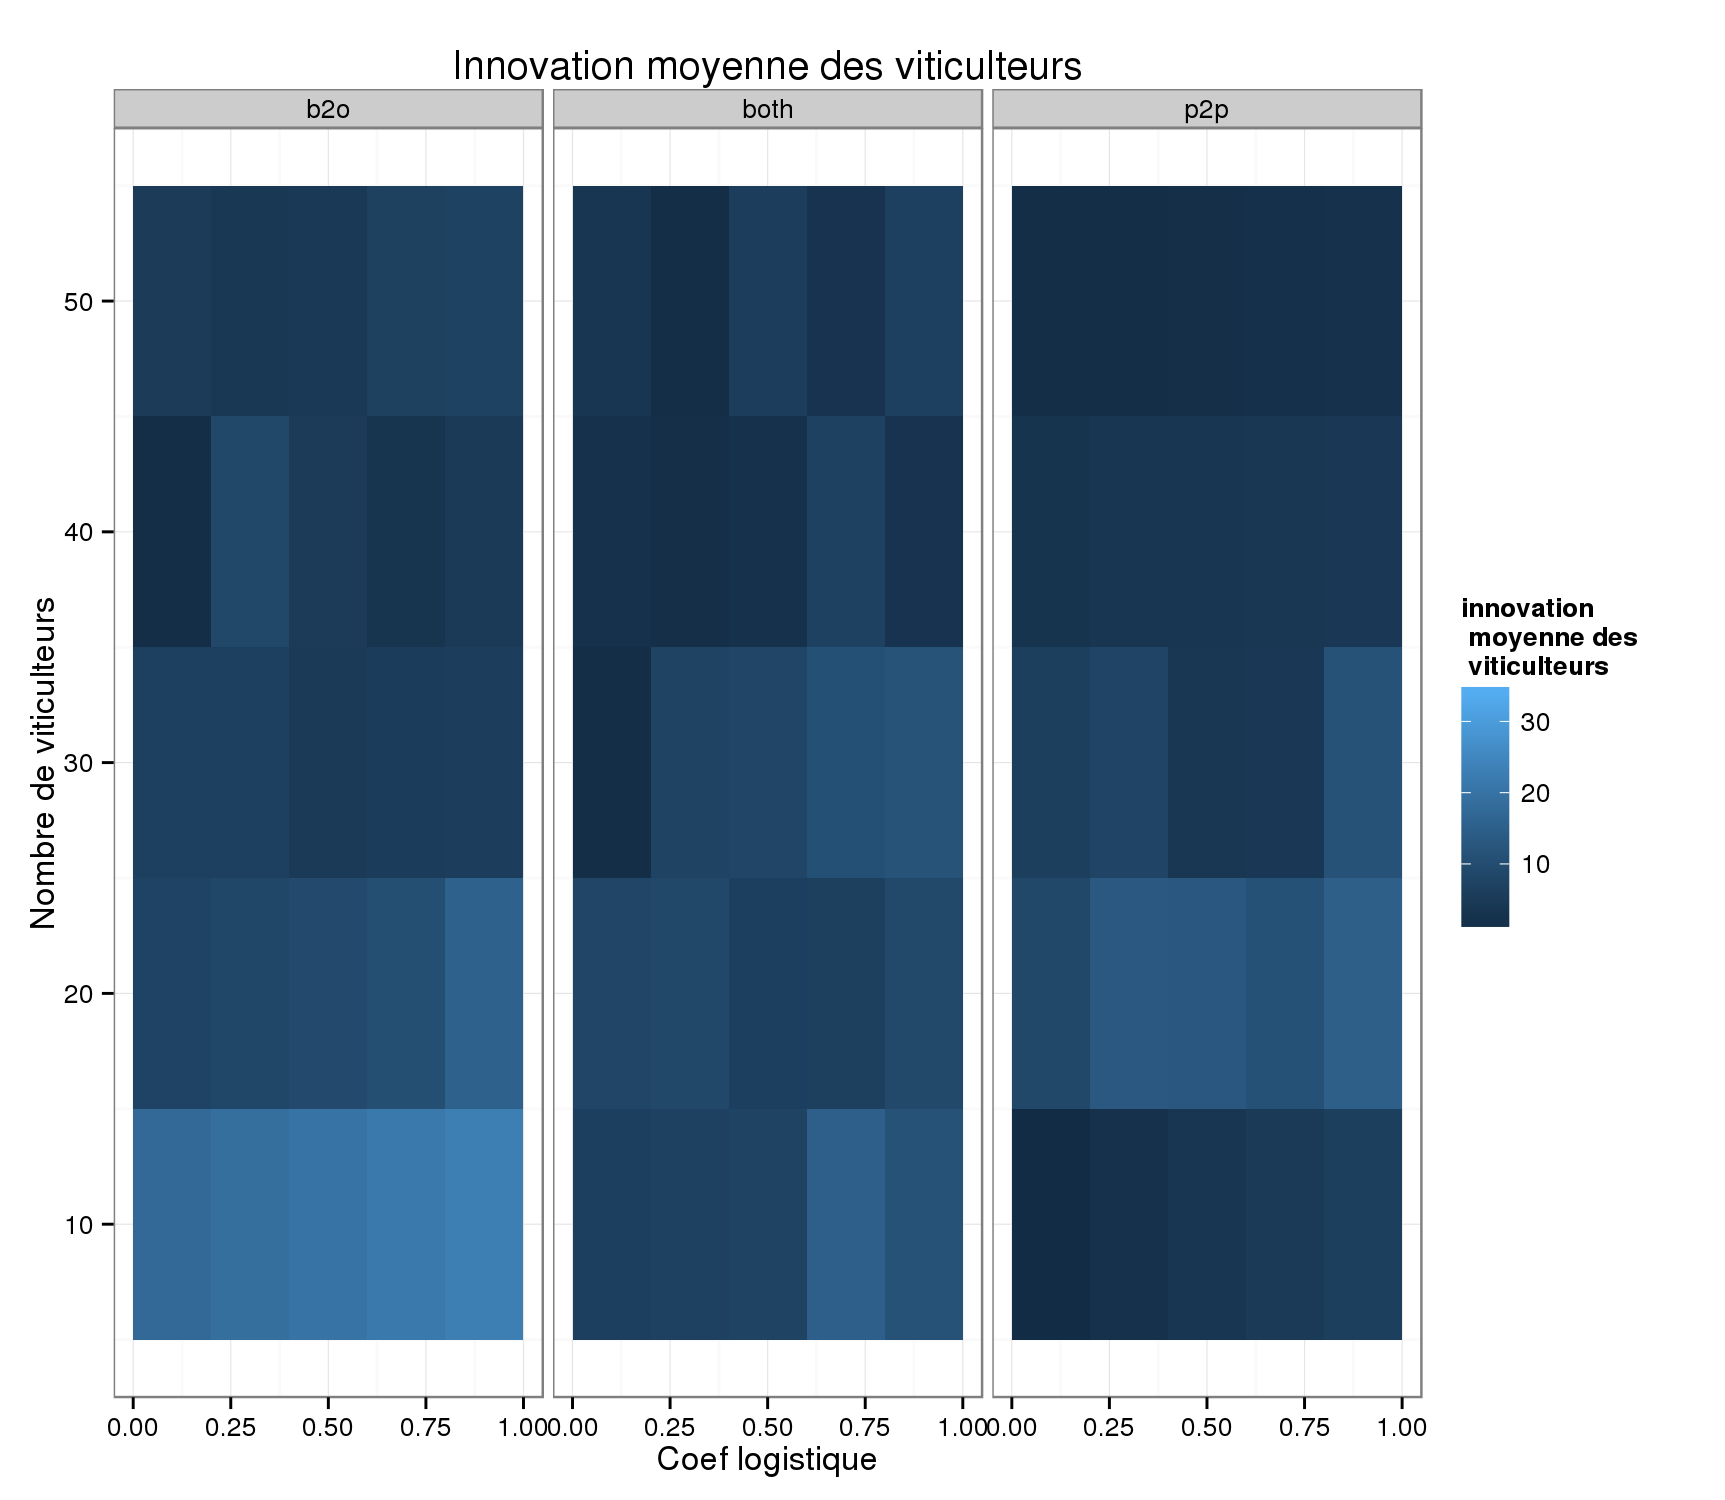 Innovation moyenne des viticulteurs
b2o both p2p
50
40
30
20
10
Nombre de viticulteurs
0.00 0.25 0.50 0.75 1.00 0.00 0.25 0.50 0.75 1.00 0.00 0.25 0.50 0.75 1.00
Coef logistique
innovation
moyenne des
viticulteurs
30
20
10